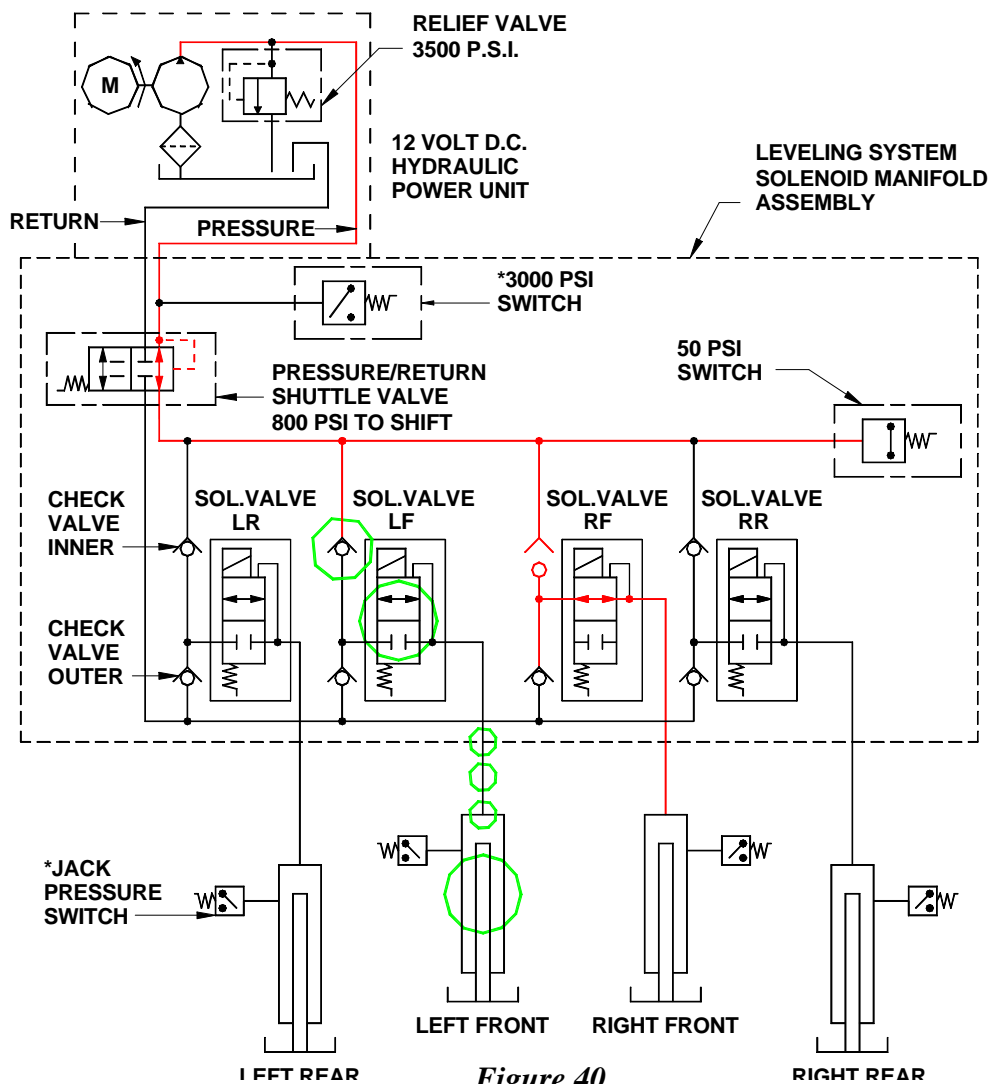 RELIEF VALVE
3500 P.S.I.
M
12 VOLT D.C.
HYDRAULIC
POWER UNIT
LEVELING SYSTEM
SOLENOID MANIFOLD
ASSEMBLY
RETURN
PRESSURE
*3000 PSI
SWITCH
50 PSI
SWITCH
PRESSURE/RETURN
SHUTTLE VALVE
800 PSI TO SHIFT
CHECK
VALVE
INNER
SOL.VALVE
LR
SOL.VALVE
LF
SOL.VALVE
RF
SOL.VALVE
RR
CHECK
VALVE
OUTER
*JACK
PRESSURE
SWITCH
LEFT FRONT
RIGHT FRONT
LEFT REAR
Figure 40
RIGHT REAR